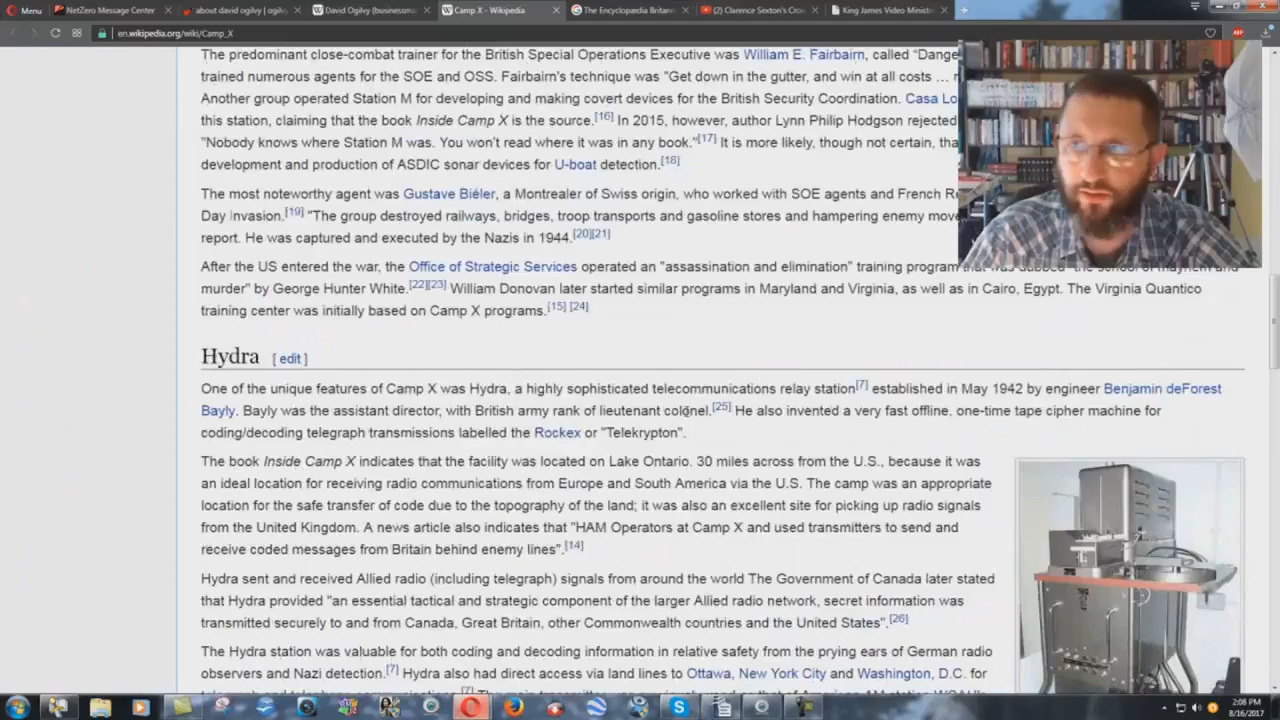 Menu
NetZero Message Center
about david ogilvy | ogilvy
David Ogilvy (businessma
Camp X - Wikipedia
The Encyclopædia Britan
(2) Clarence Sexton's Cro
King James Video Ministri
en.wikipedia.org/wiki/Camp_X
The predominant close-combat trainer for the British Special Operations Executive was William E. Fairbairn, called "Dange
trained numerous agents for the SOE and OSS. Fairbairn's technique was "Get down in the gutter, and win at all costs …
Another group operated Station M for developing and making covert devices for the British Security Coordination. Casa Lo
this station, claiming that the book Inside Camp X is the source.[16] In 2015, however, author Lynn Philip Hodgson rejected
"Nobody knows where Station M was. You won't read where it was in any book."[17] It is more likely, though not certain, tha
development and production of ASDIC sonar devices for U-boat detection.[18]
The most noteworthy agent was Gustave Biéler, a Montrealer of Swiss origin, who worked with SOE agents and French Re
Day Invasion.[19] "The group destroyed railways, bridges, troop transports and gasoline stores and hampering enemy move
report. He was captured and executed by the Nazis in 1944.[20][21]
After the US entered the war, the Office of Strategic Services operated an "assassination and elimination" training program that was dubbed "the school of mayhem and
murder" by George Hunter White.[22][23] William Donovan later started similar programs in Maryland and Virginia, as well as in Cairo, Egypt. The Virginia Quantico
training center was initially based on Camp X programs.[15] [24]
Hydra [ edit ]
One of the unique features of Camp X was Hydra, a highly sophisticated telecommunications relay station[7] established in May 1942 by engineer Benjamin deForest
Bayly. Bayly was the assistant director, with British army rank of lieutenant colonel.[25] He also invented a very fast offline, one-time tape cipher machine for
coding/decoding telegraph transmissions labelled the Rockex or "Telekrypton".
The book Inside Camp X indicates that the facility was located on Lake Ontario. 30 miles across from the U.S., because it was
an ideal location for receiving radio communications from Europe and South America via the U.S. The camp was an appropriate
location for the safe transfer of code due to the topography of the land; it was also an excellent site for picking up radio signals
from the United Kingdom. A news article also indicates that "HAM Operators at Camp X and used transmitters to send and
receive coded messages from Britain behind enemy lines".[14]
Hydra sent and received Allied radio (including telegraph) signals from around the world The Government of Canada later stated
that Hydra provided "an essential tactical and strategic component of the larger Allied radio network, secret information was
transmitted securely to and from Canada, Great Britain, other Commonwealth countries and the United States".[26]
The Hydra station was valuable for both coding and decoding information in relative safety from the prying ears of German radio
observers and Nazi detection.[7] Hydra also had direct access via land lines to Ottawa, New York City and Washington, D.C. for
2:08 PM
8/16/2017